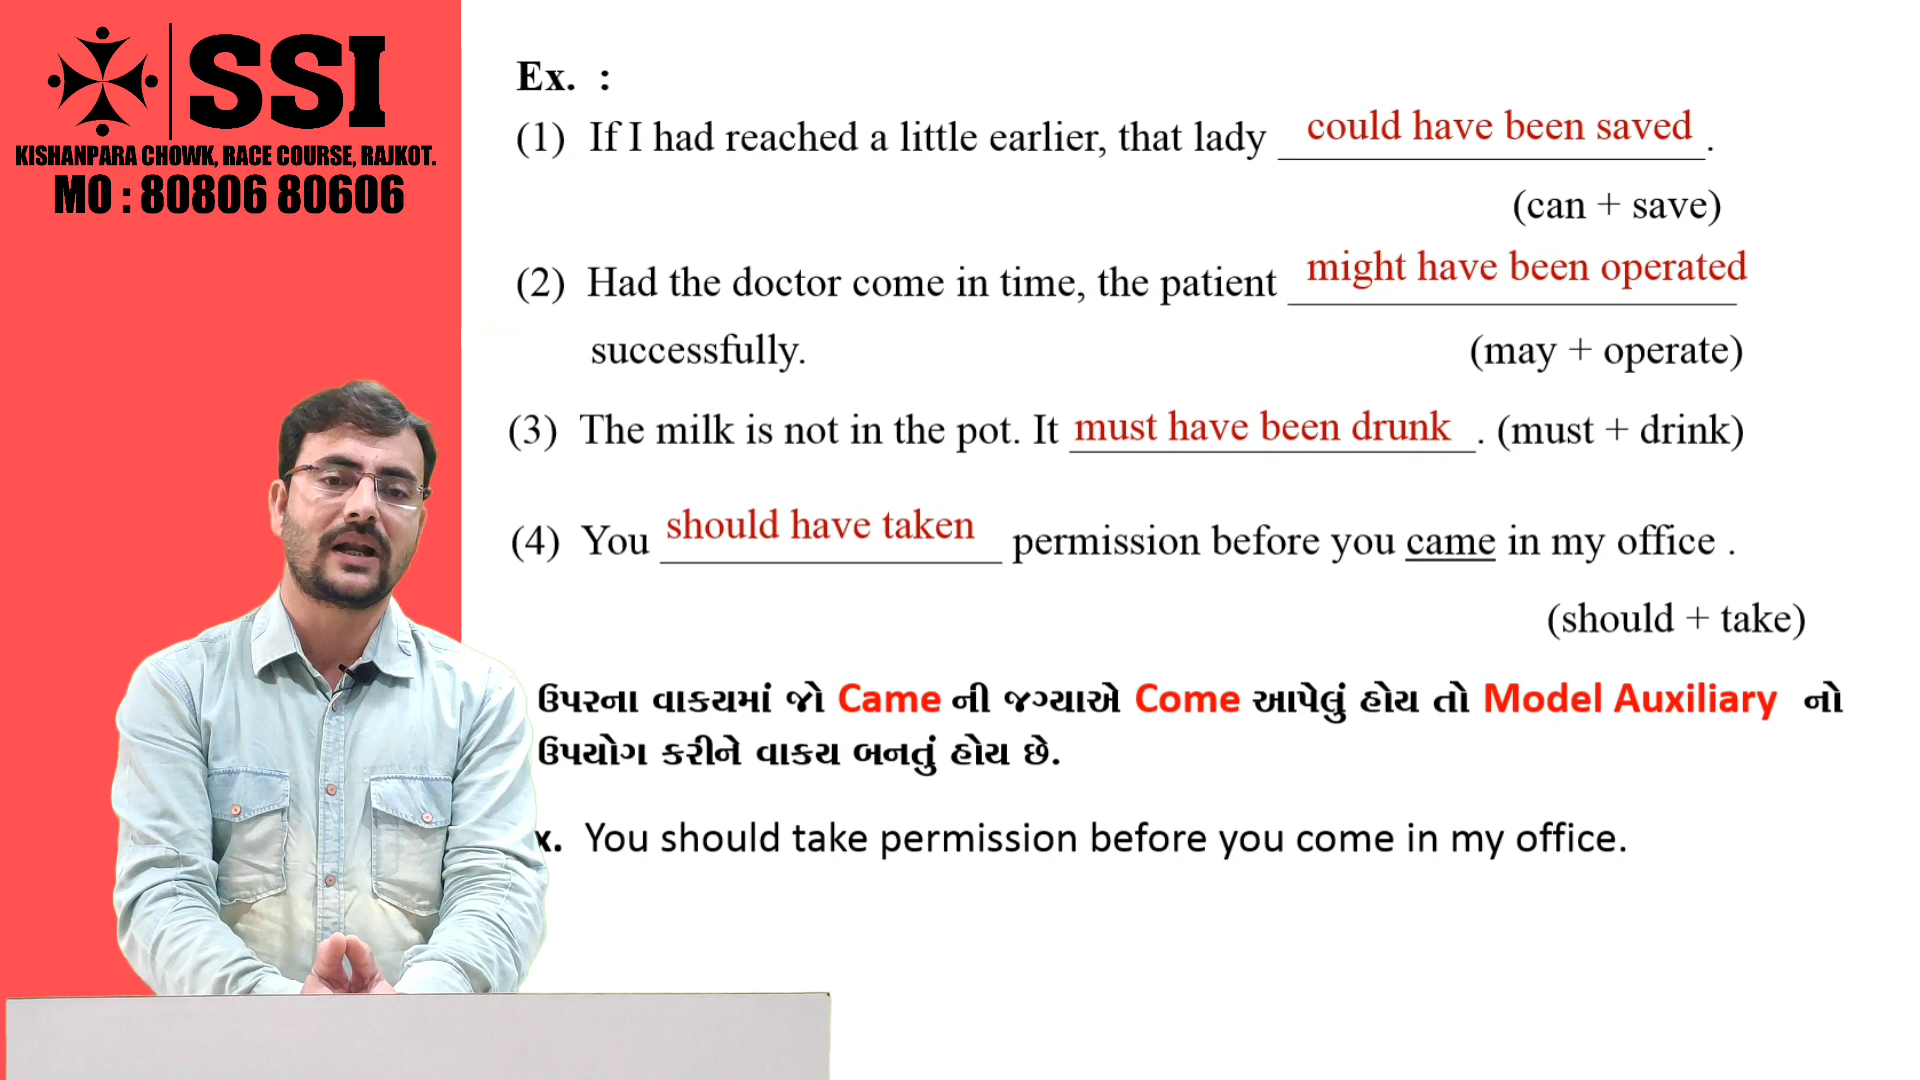 SSI
KISHANPARA CHOWK, RACE COURSE, RAJKOT.
MO : 80806 80606
Ex. :
(1) If I had reached a little earlier, that lady could have been saved.
(can + save)
(2) Had the doctor come in time, the patient might have been operated
successfully. (may + operate)
(3) The milk is not in the pot. It must have been drunk . (must + drink)
(4) You should have taken permission before you came in my office .
(should + take)
ઉપરના વાકયમાં જો Came ની જગ્યાએ Come આપેલું હોય તો Model Auxiliary નો
ઉપયોગ કરીને વાકય બનતું હોય છે.
x. You should take permission before you come in my office.